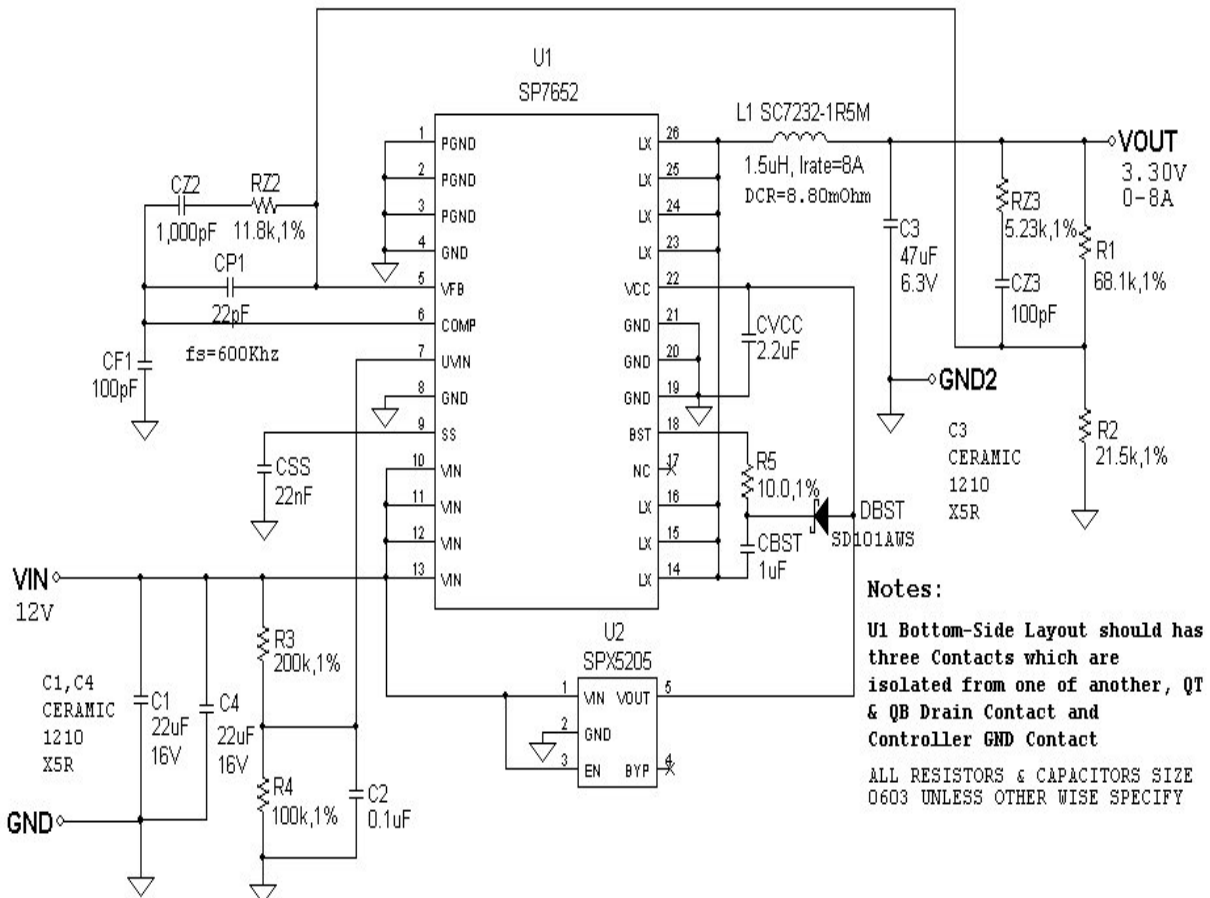 U1
SP7652
1 PGND
2 PGND
3 PGND
4 GND
5 VFB
6 COMP
7 UVIN
8 GND
9 SS
10 VIN
11 VIN
12 VIN
13 VIN
LX 26
LX 25
LX 24
LX 23
VCC 22
GND 21
GND 20
GND 19
BST 18
NC 17
LX 16
LX 15
LX 14
CZ2
1,000pF
RZ2
11.8k,1%
CP1
22pF
CF1
100pF
fs=600Khz
CSS
22nF
L1 SC7232-1R5M
1.5uH, Irate=8A
DCR=8.80mOhm
VOUT
3.30V
0-8A
C3
47uF
6.3V
RZ3
5.23k,1%
CZ3
100pF
R1
68.1k,1%
GND2
CVCC
2.2uF
R2
21.5k,1%
C3
CERAMIC
1210
X5R
R5
10.0,1%
DBST
SD101AWS
CBST
1uF
VIN
12V
C1,C4
CERAMIC
1210
X5R
C1
22uF
16V
C4
22uF
16V
R3
200k,1%
R4
100k,1%
C2
0.1uF
GND
U2
SPX5205
1 VIN
2 GND
3 EN
VOUT 5
BYP 4
Notes:
U1 Bottom-Side Layout should has
three Contacts which are
isolated from one of another, QT
& QB Drain Contact and
Controller GND Contact
ALL RESISTORS & CAPACITORS SIZE
0603 UNLESS OTHER WISE SPECIFY